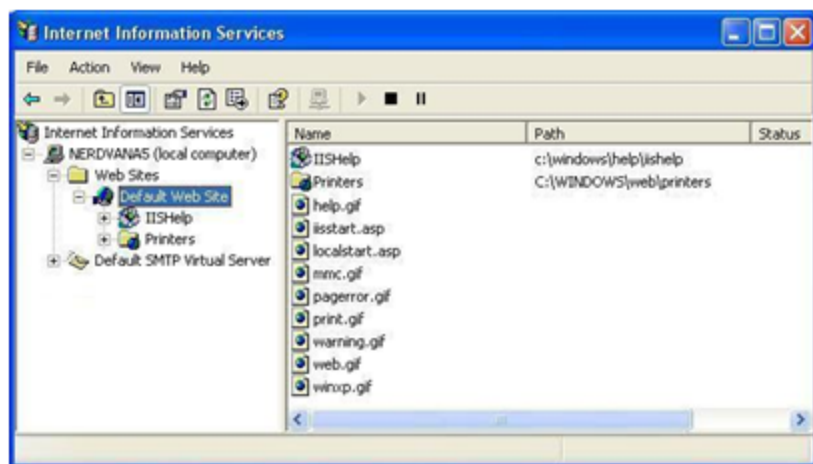 Internet Information Services
File Action View Help
Internet Information Services
NERDVANA5 (local computer)
Web Sites
Default Web Site
IISHelp
Printers
Default SMTP Virtual Server
Name Path Status
IISHelp c:\windows\help\iishelp
Printers C:\WINDOWS\web\printers
help.gif
iisstart.asp
localstart.asp
mmc.gif
pagerror.gif
print.gif
warning.gif
web.gif
winxp.gif